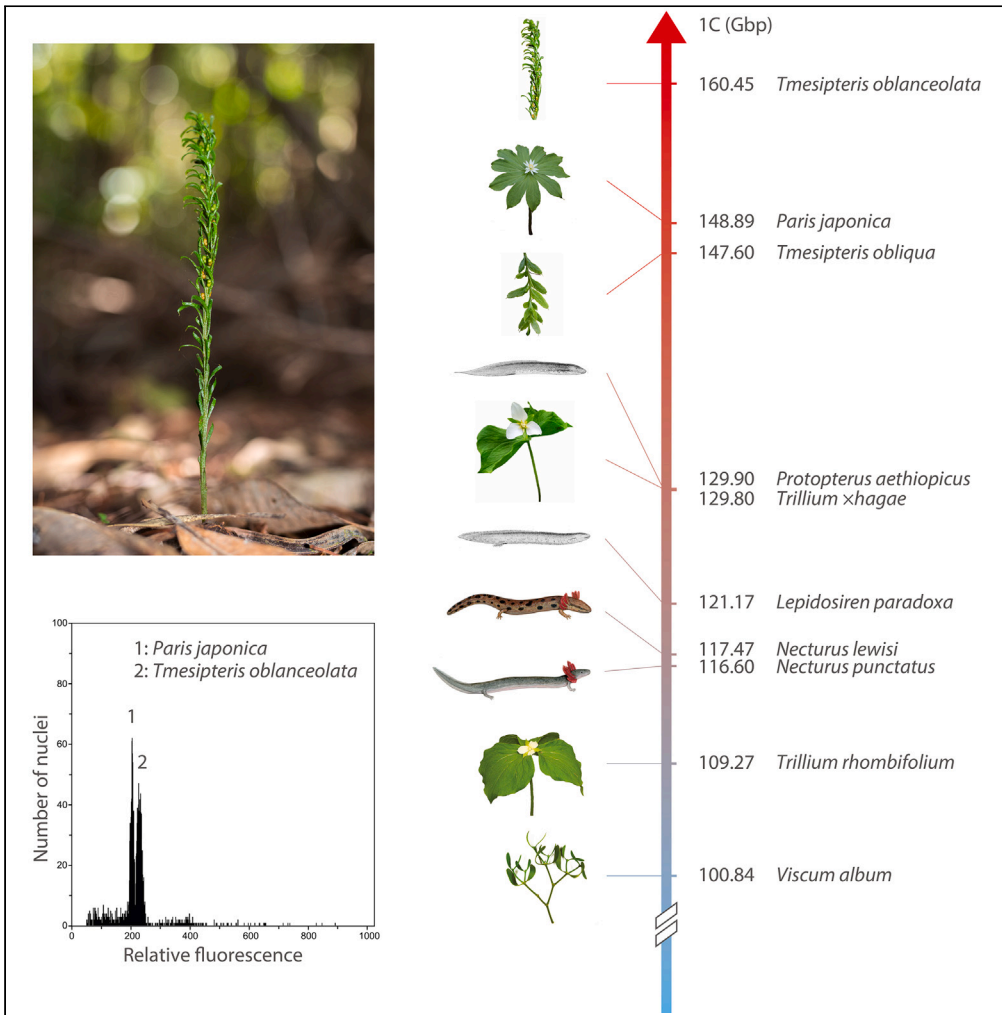 1C (Gbp)
160.45 Tmesipteris oblanceolata
148.89 Paris japonica
147.60 Tmesipteris obliqua
129.90 Protopterus aethiopicus
129.80 Trillium ×hagae
121.17 Lepidosiren paradoxa
117.47 Necturus lewisi
116.60 Necturus punctatus
109.27 Trillium rhombifolium
100.84 Viscum album
100
80
60
40
20
0
1: Paris japonica
2: Tmesipteris oblanceolata
1
2
Number of nuclei
0 200 400 600 800 1000
Relative fluorescence